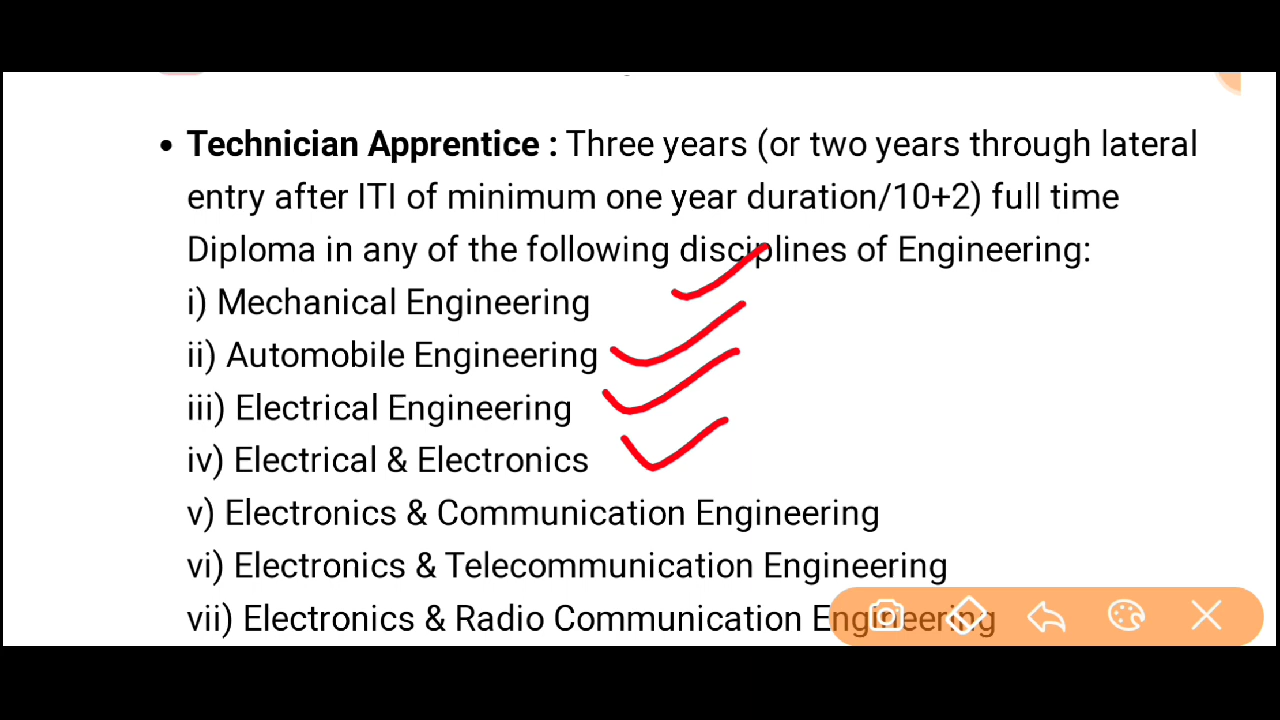 • Technician Apprentice : Three years (or two years through lateral
entry after ITI of minimum one year duration/10+2) full time
Diploma in any of the following disciplines of Engineering:
i) Mechanical Engineering
ii) Automobile Engineering
iii) Electrical Engineering
iv) Electrical & Electronics
v) Electronics & Communication Engineering
vi) Electronics & Telecommunication Engineering
vii) Electronics & Radio Communication Engineering